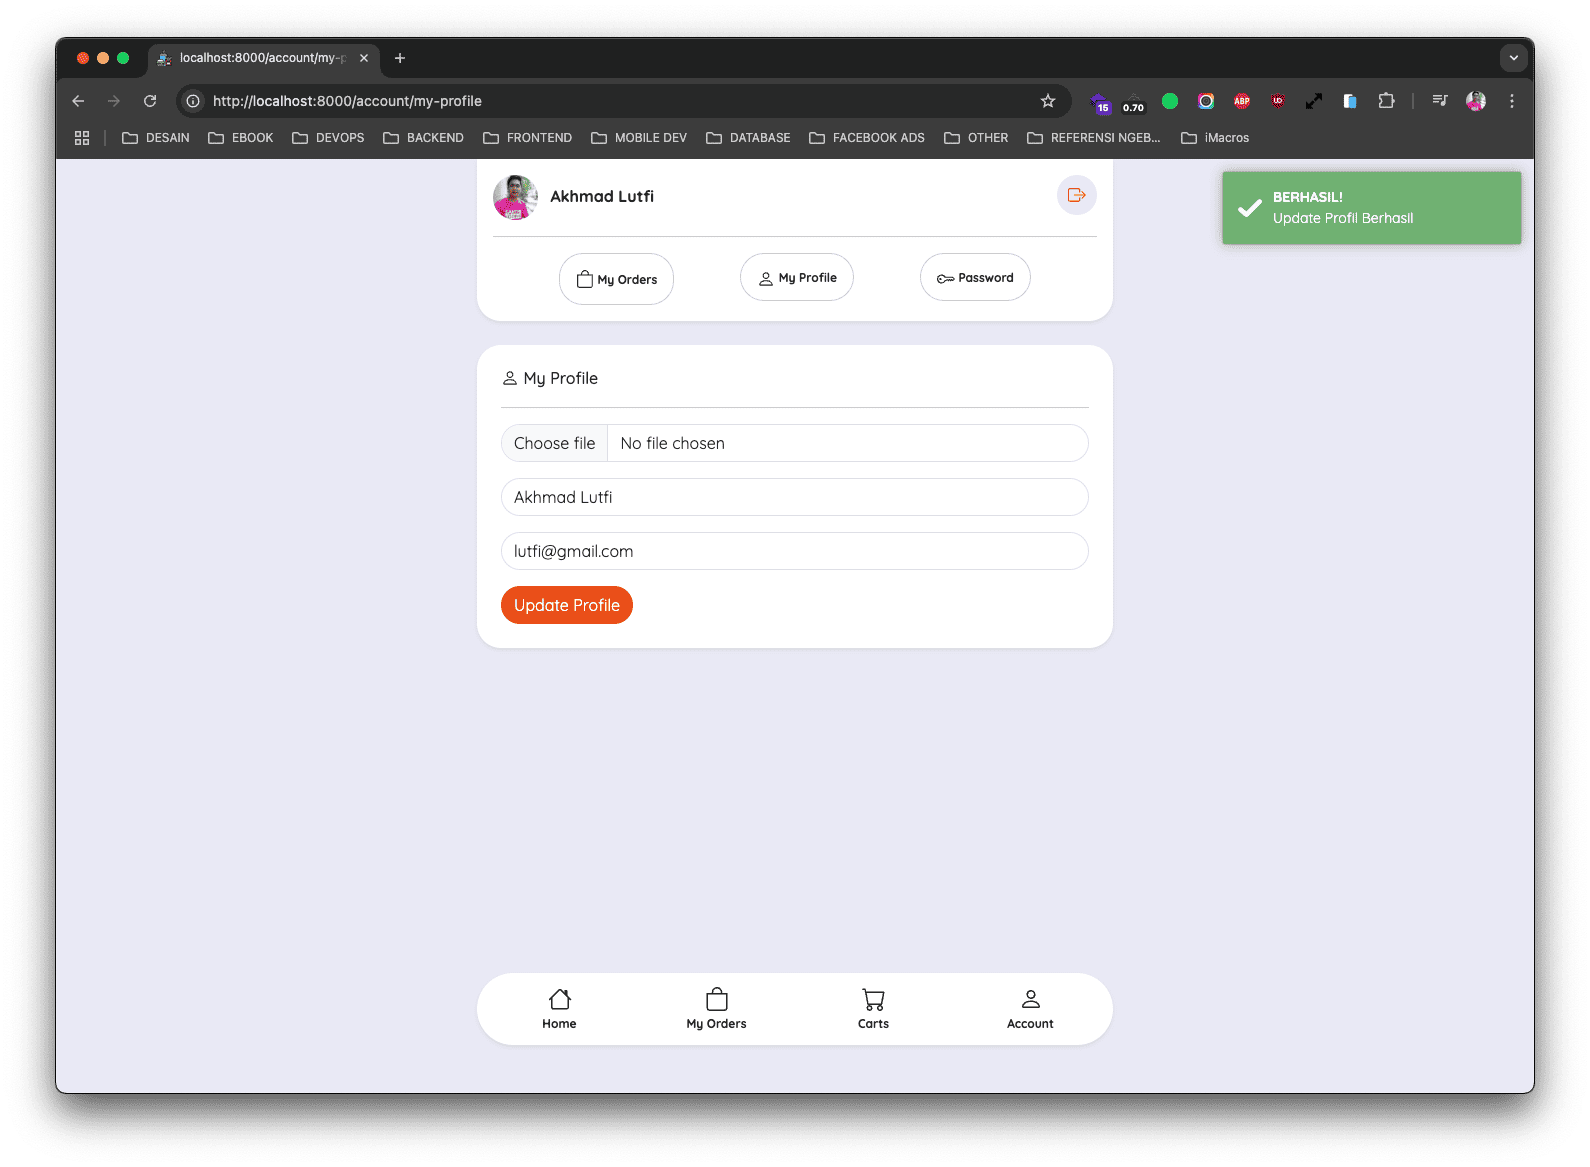 localhost:8000/account/my-p
http://localhost:8000/account/my-profile
15
0.70
ABP
DESAIN
EBOOK
DEVOPS
BACKEND
FRONTEND
MOBILE DEV
DATABASE
FACEBOOK ADS
OTHER
REFERENSI NGEB...
iMacros
Akhmad Lutfi
BERHASIL!
Update Profil Berhasil
My Orders
My Profile
Password
My Profile
Choose file
No file chosen
Akhmad Lutfi
lutfi@gmail.com
Update Profile
Home
My Orders
Carts
Account